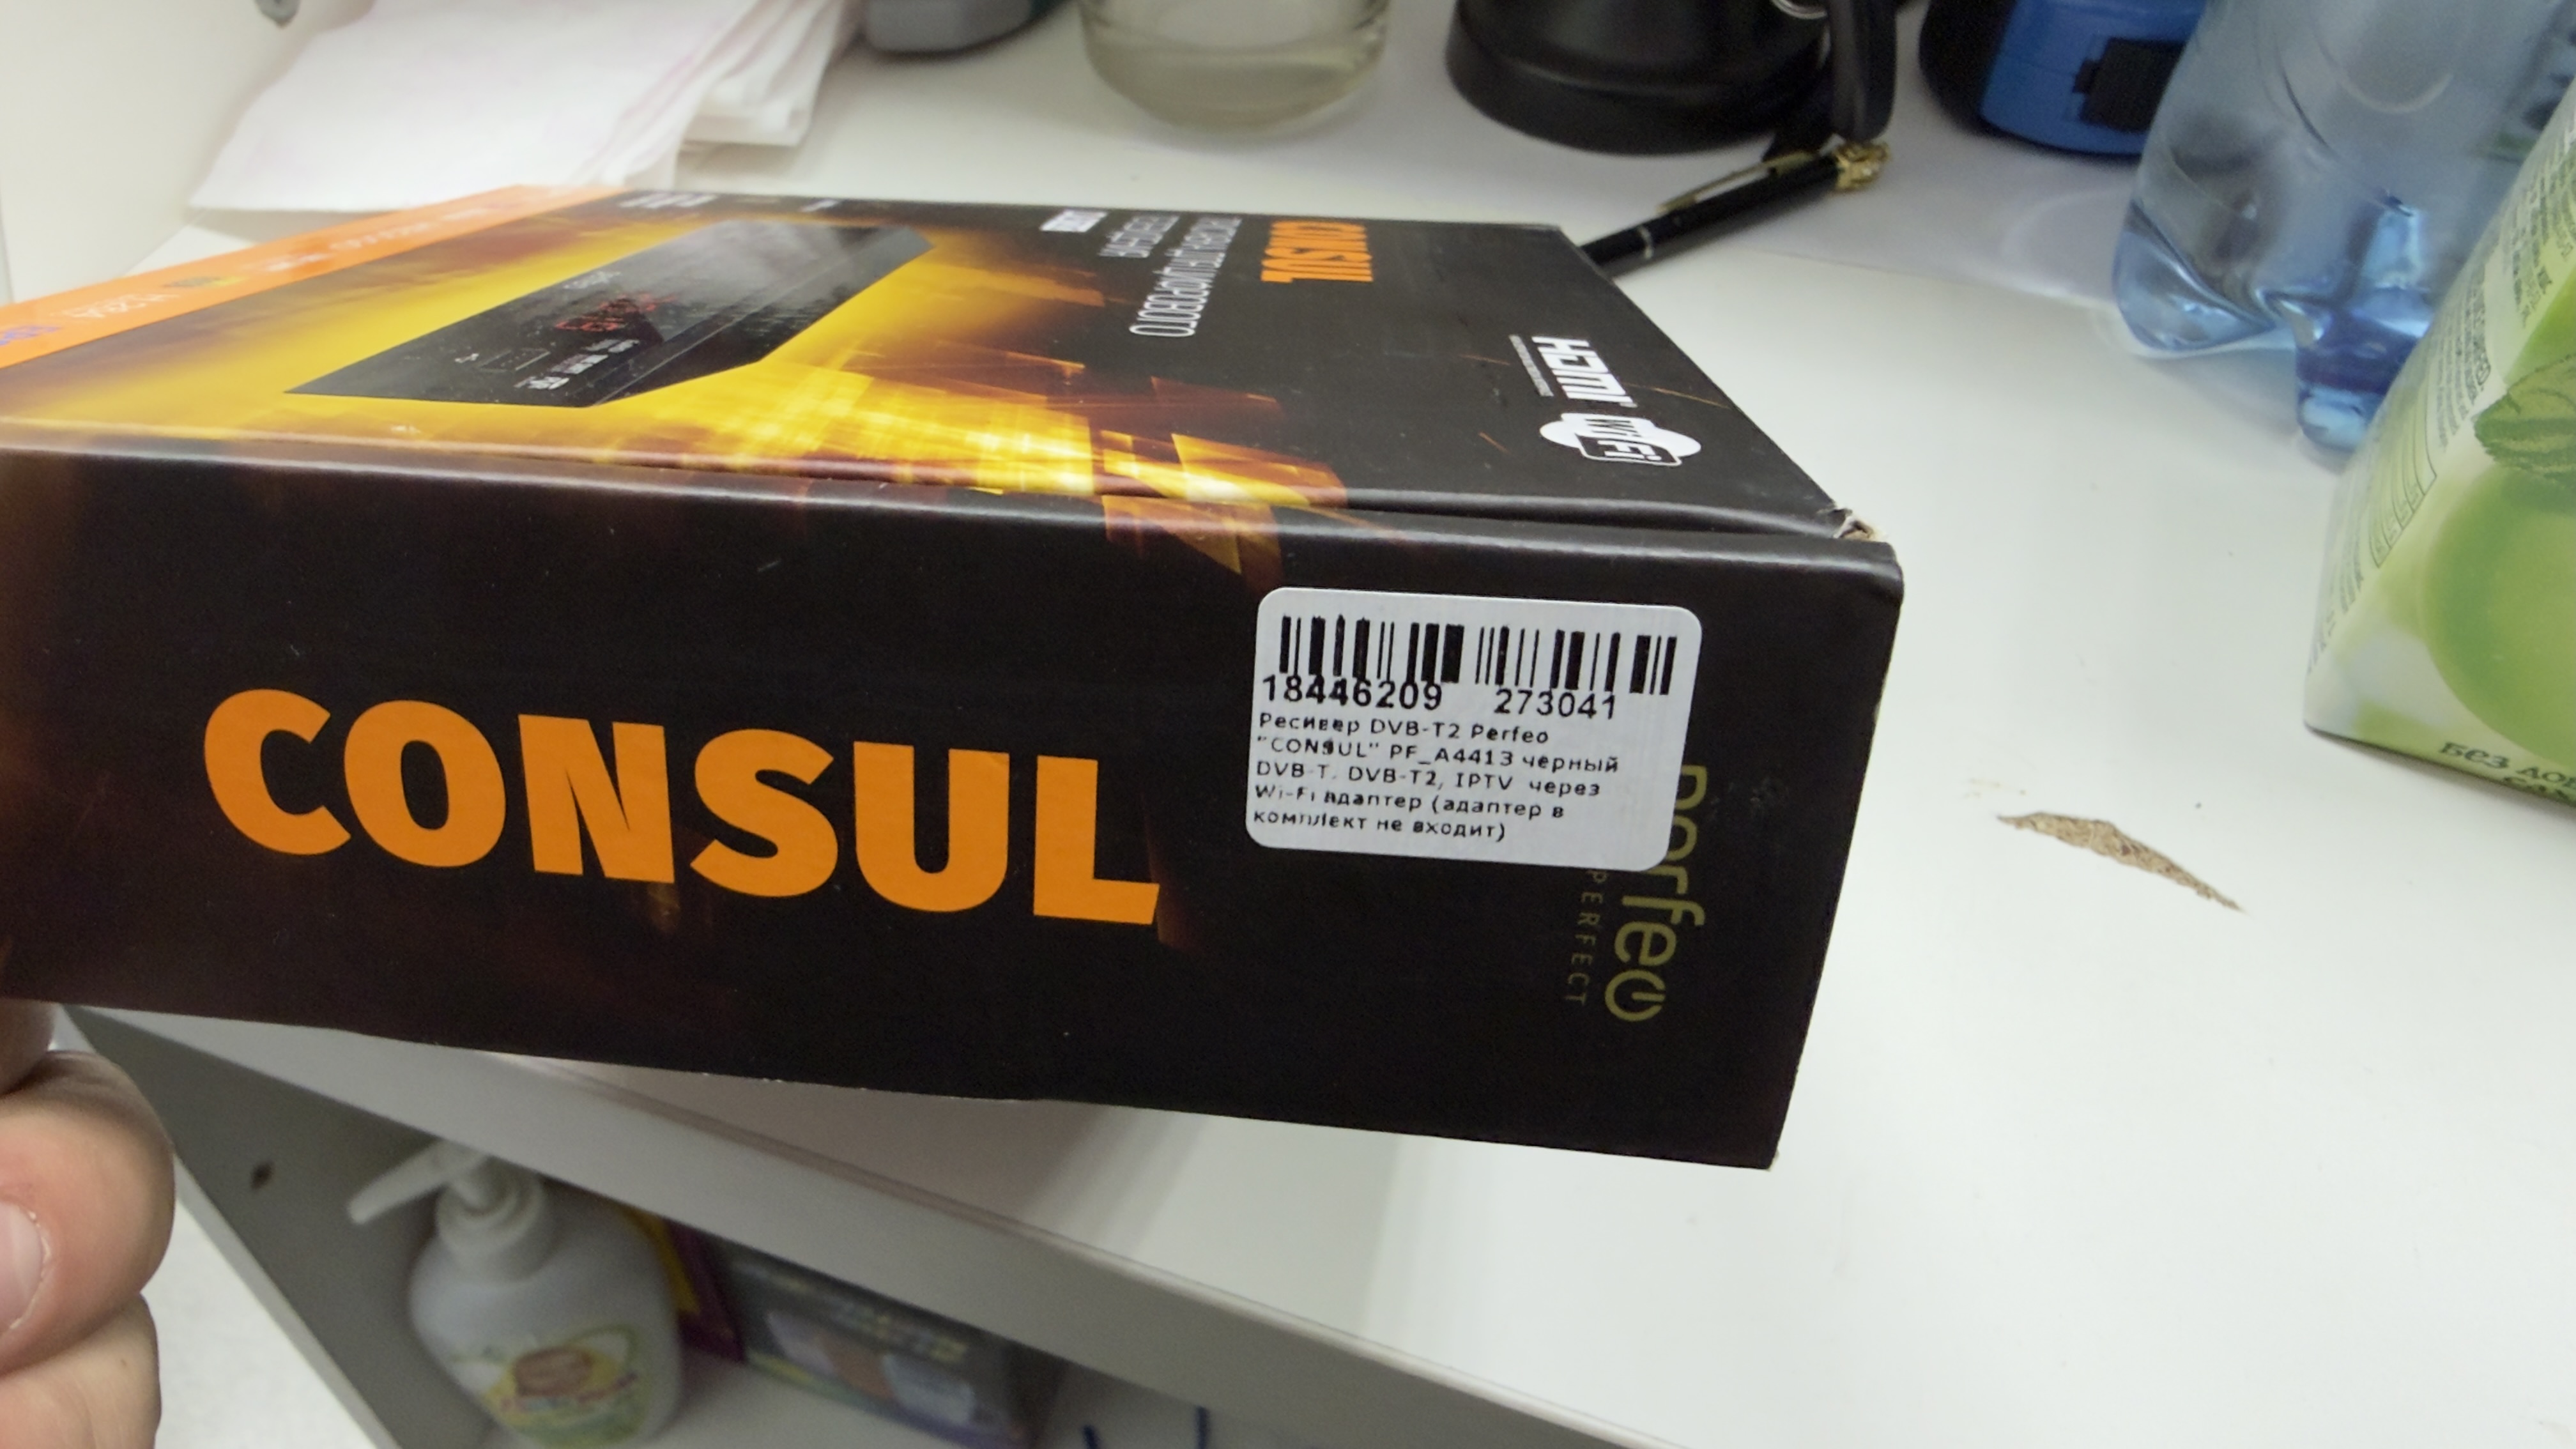 CONSUL
HDMI
WiFi
CONSUL
18446209 273041
Ресивер DVB-T2 Perfeo
"CONSUL" PF_A4413 черный
DVB-T, DVB-T2, IPTV через
Wi-Fi адаптер (адаптер в
комплект не входит)
perfeo
PERFECT
Без